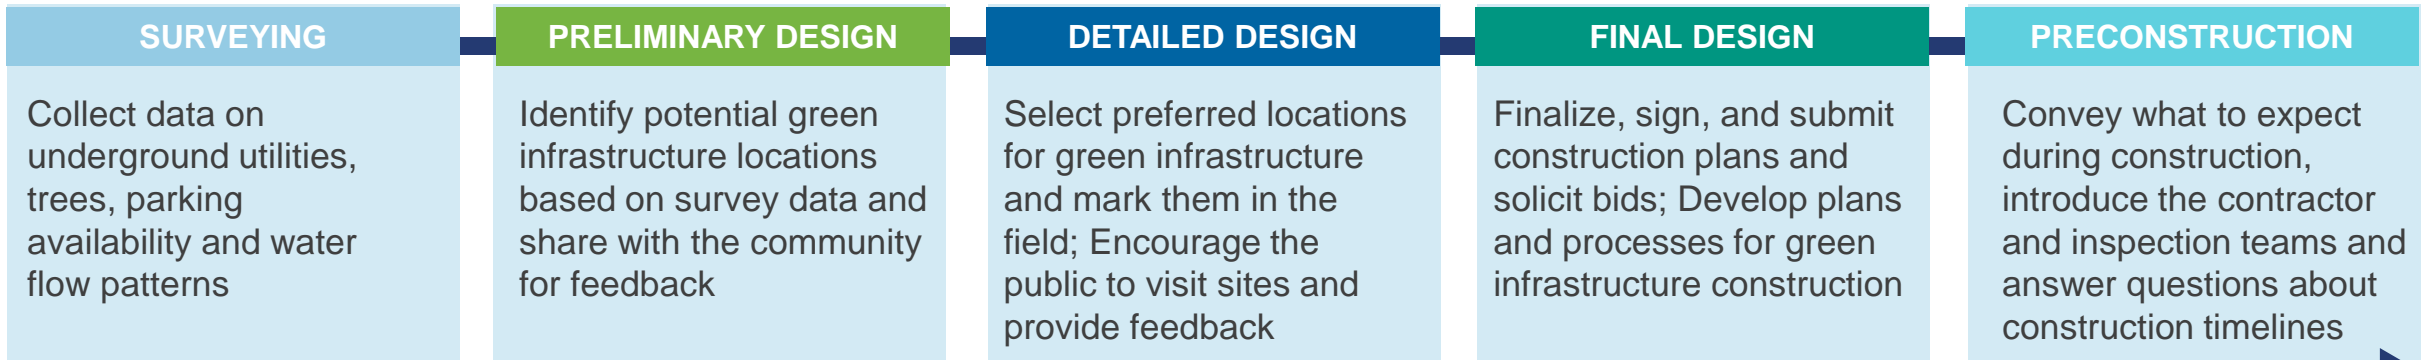 SURVEYING
Collect data on
underground utilities,
trees, parking
availability and water
flow patterns
PRELIMINARY DESIGN
Identify potential green
infrastructure locations
based on survey data and
share with the community
for feedback
DETAILED DESIGN
Select preferred locations
for green infrastructure
and mark them in the
field; Encourage the
public to visit sites and
provide feedback
FINAL DESIGN
Finalize, sign, and submit
construction plans and
solicit bids; Develop plans
and processes for green
infrastructure construction
PRECONSTRUCTION
Convey what to expect
during construction,
introduce the contractor
and inspection teams and
answer questions about
construction timelines